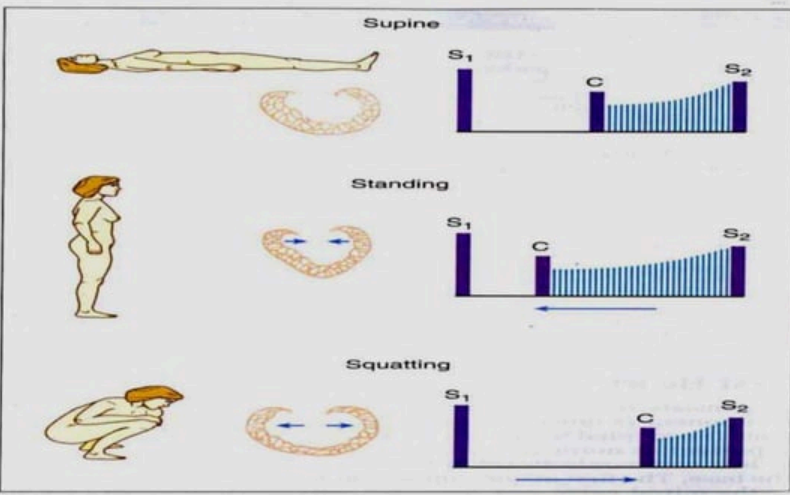 Supine
S1
C
S2
Standing
S1
C
S2
Squatting
S1
C
S2